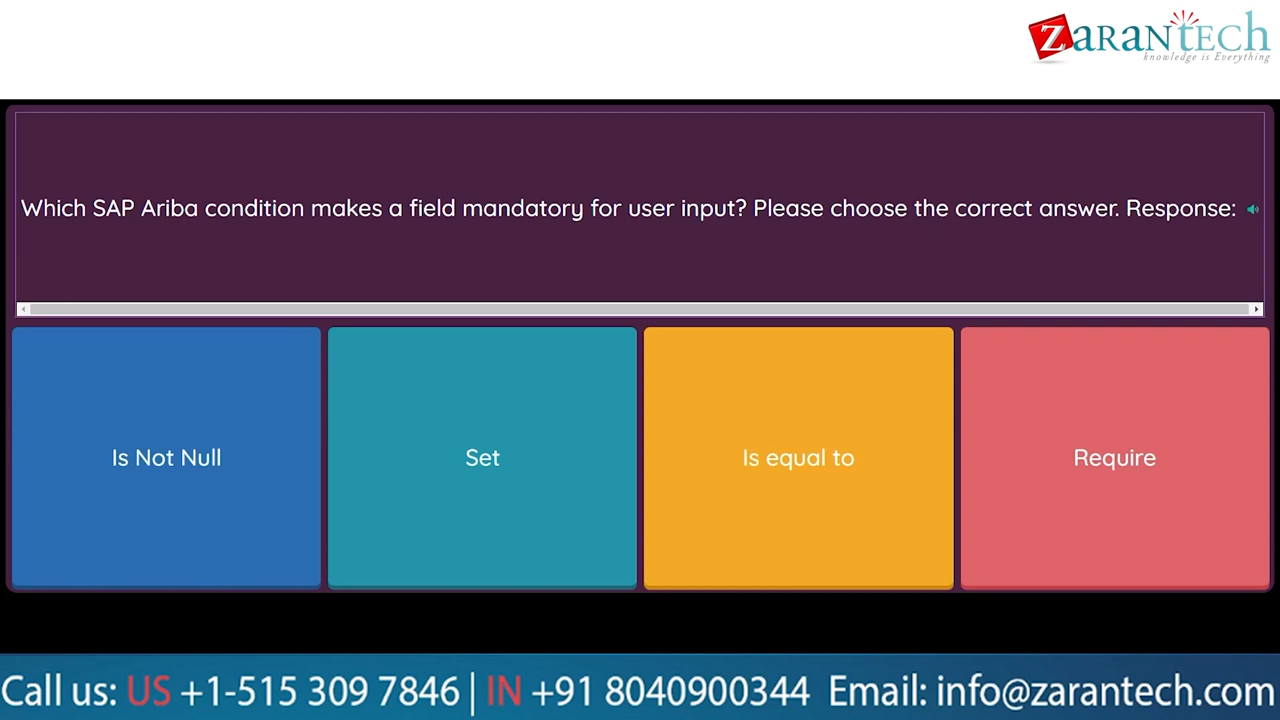 ZARANTECH
knowledge is Everything
Which SAP Ariba condition makes a field mandatory for user input? Please choose the correct answer. Response:
Is Not Null
Set
Is equal to
Require
Call us: US +1-515 309 7846 | IN +91 8040900344 Email: info@zarantech.com